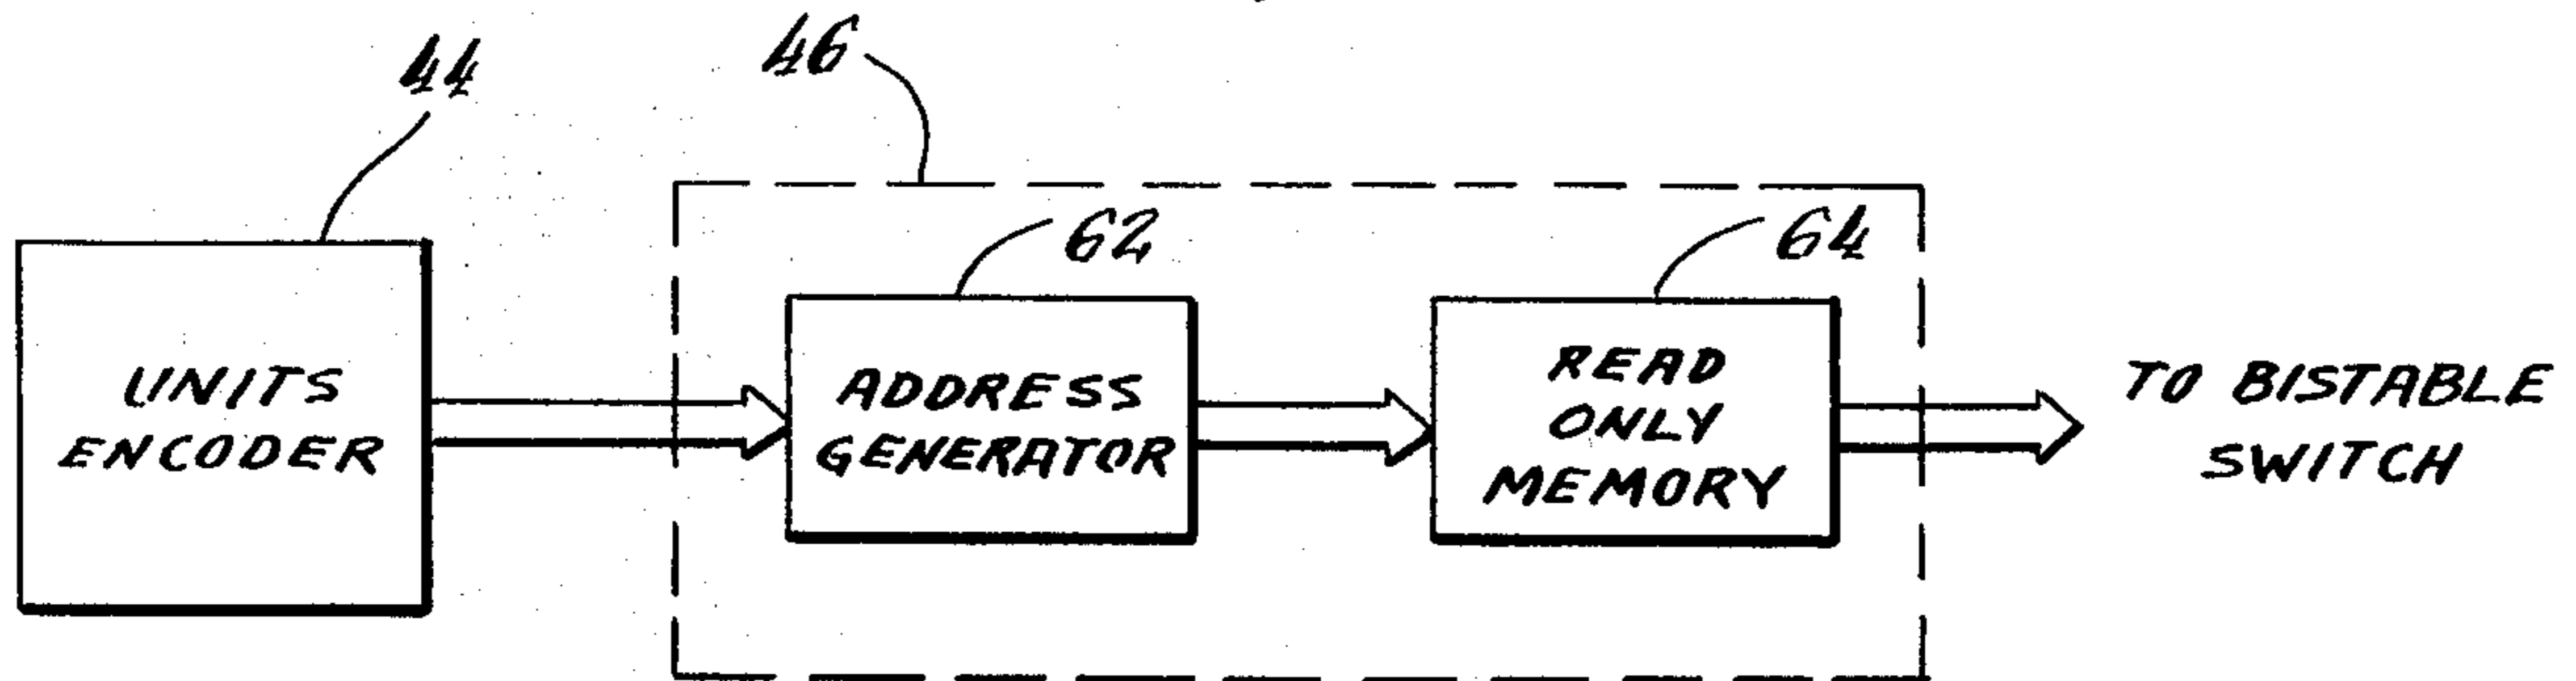 44
46
62
64
UNITS
ENCODER
ADDRESS
GENERATOR
READ
ONLY
MEMORY
TO BISTABLE
SWITCH